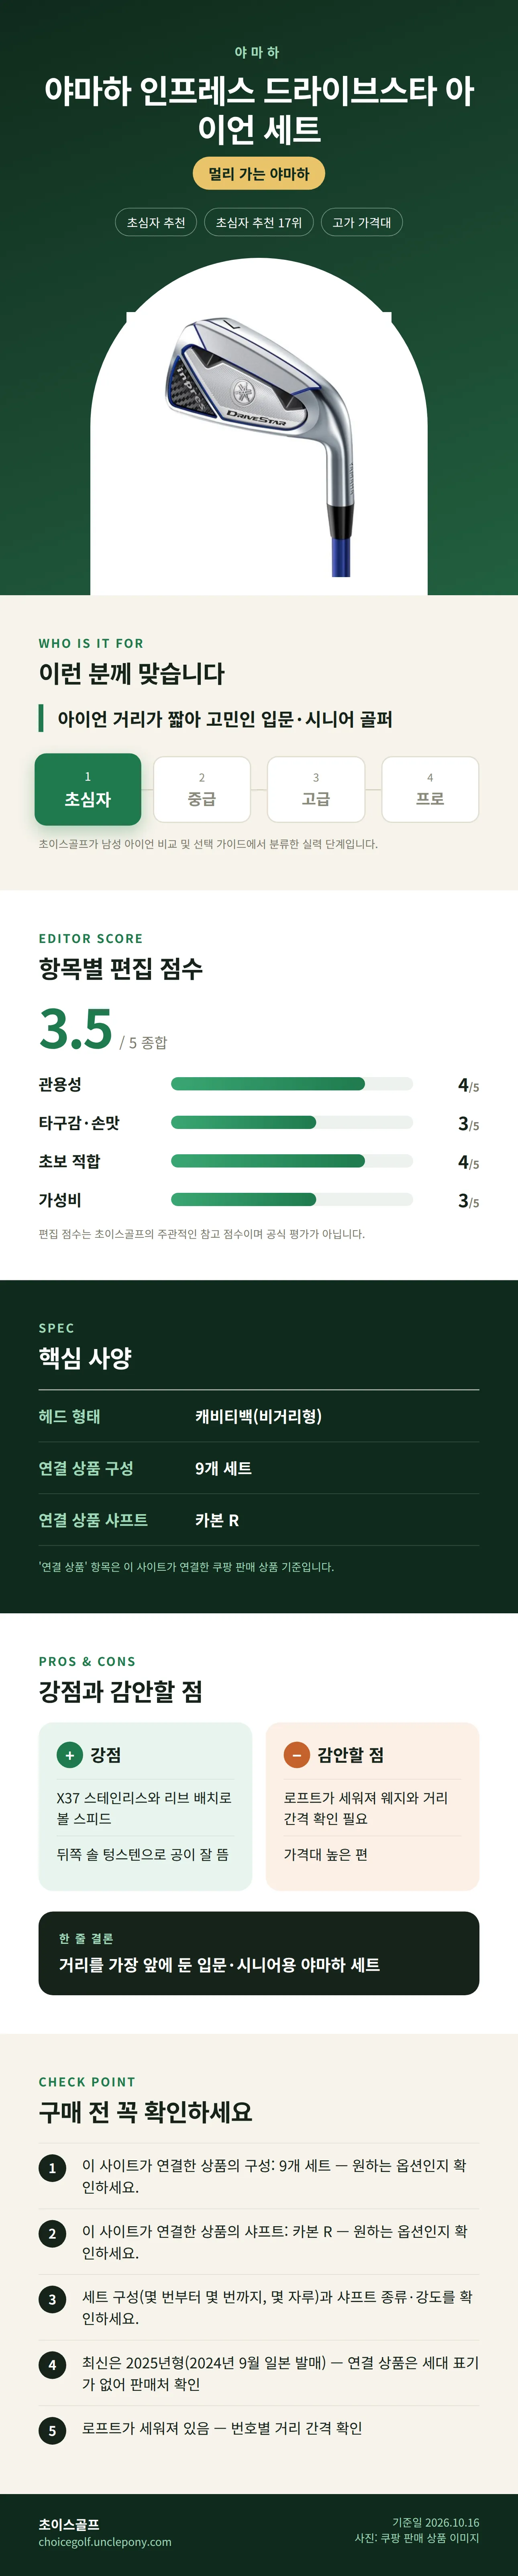 야마하
야마하 인프레스 드라이브스타 아
이언 세트
멀리 가는 야마하
초심자 추천
초심자 추천 17위
고가 가격대
inpres
DRIVESTAR
YAMAHA
WHO IS IT FOR
이런 분께 맞습니다
아이언 거리가 짧아 고민인 입문·시니어 골퍼
1
초심자
2
중급
3
고급
4
프로
초이스골프가 남성 아이언 비교 및 선택 가이드에서 분류한 실력 단계입니다.
EDITOR SCORE
항목별 편집 점수
3.5 / 5 종합
관용성 4/5
타구감·손맛 3/5
초보 적합 4/5
가성비 3/5
편집 점수는 초이스골프의 주관적인 참고 점수이며 공식 평가가 아닙니다.
SPEC
핵심 사양
헤드 형태 캐비티백(비거리형)
연결 상품 구성 9개 세트
연결 상품 샤프트 카본 R
'연결 상품' 항목은 이 사이트가 연결한 쿠팡 판매 상품 기준입니다.
PROS & CONS
강점과 감안할 점
+ 강점
X37 스테인리스와 리브 배치로
볼 스피드
뒤쪽 솔 텅스텐으로 공이 잘 뜸
− 감안할 점
로프트가 세워져 웨지와 거리
간격 확인 필요
가격대 높은 편
한 줄 결론
거리를 가장 앞에 둔 입문·시니어용 야마하 세트
CHECK POINT
구매 전 꼭 확인하세요
1 이 사이트가 연결한 상품의 구성: 9개 세트 — 원하는 옵션인지 확
인하세요.
2 이 사이트가 연결한 상품의 샤프트: 카본 R — 원하는 옵션인지 확
인하세요.
3 세트 구성(몇 번부터 몇 번까지, 몇 자루)과 샤프트 종류·강도를 확
인하세요.
4 최신은 2025년형(2024년 9월 일본 발매) — 연결 상품은 세대 표기
가 없어 판매처 확인
5 로프트가 세워져 있음 — 번호별 거리 간격 확인
초이스골프
choicegolf.unclepony.com
기준일 2026.10.16
사진: 쿠팡 판매 상품 이미지